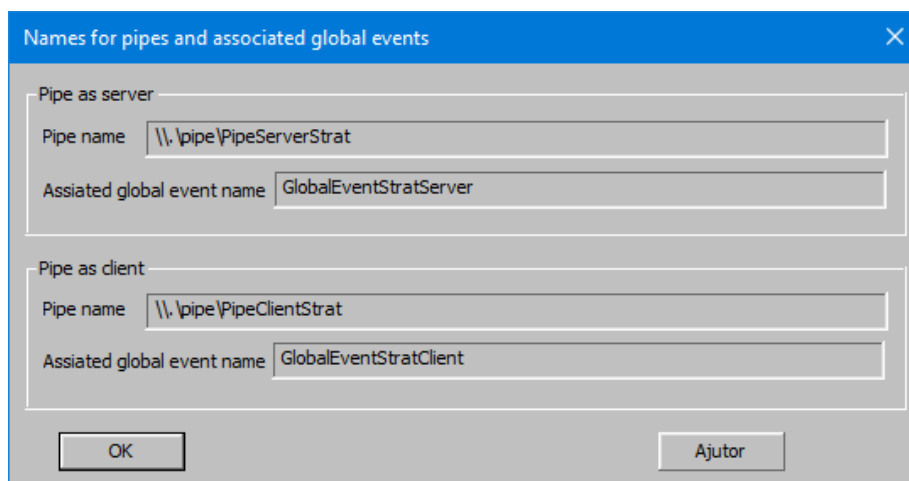 Names for pipes and associated global events
Pipe as server
Pipe name \\.\pipe\PipeServerStrat
Assiated global event name GlobalEventStratServer
Pipe as client
Pipe name \\.\pipe\PipeClientStrat
Assiated global event name GlobalEventStratClient
OK Ajutor